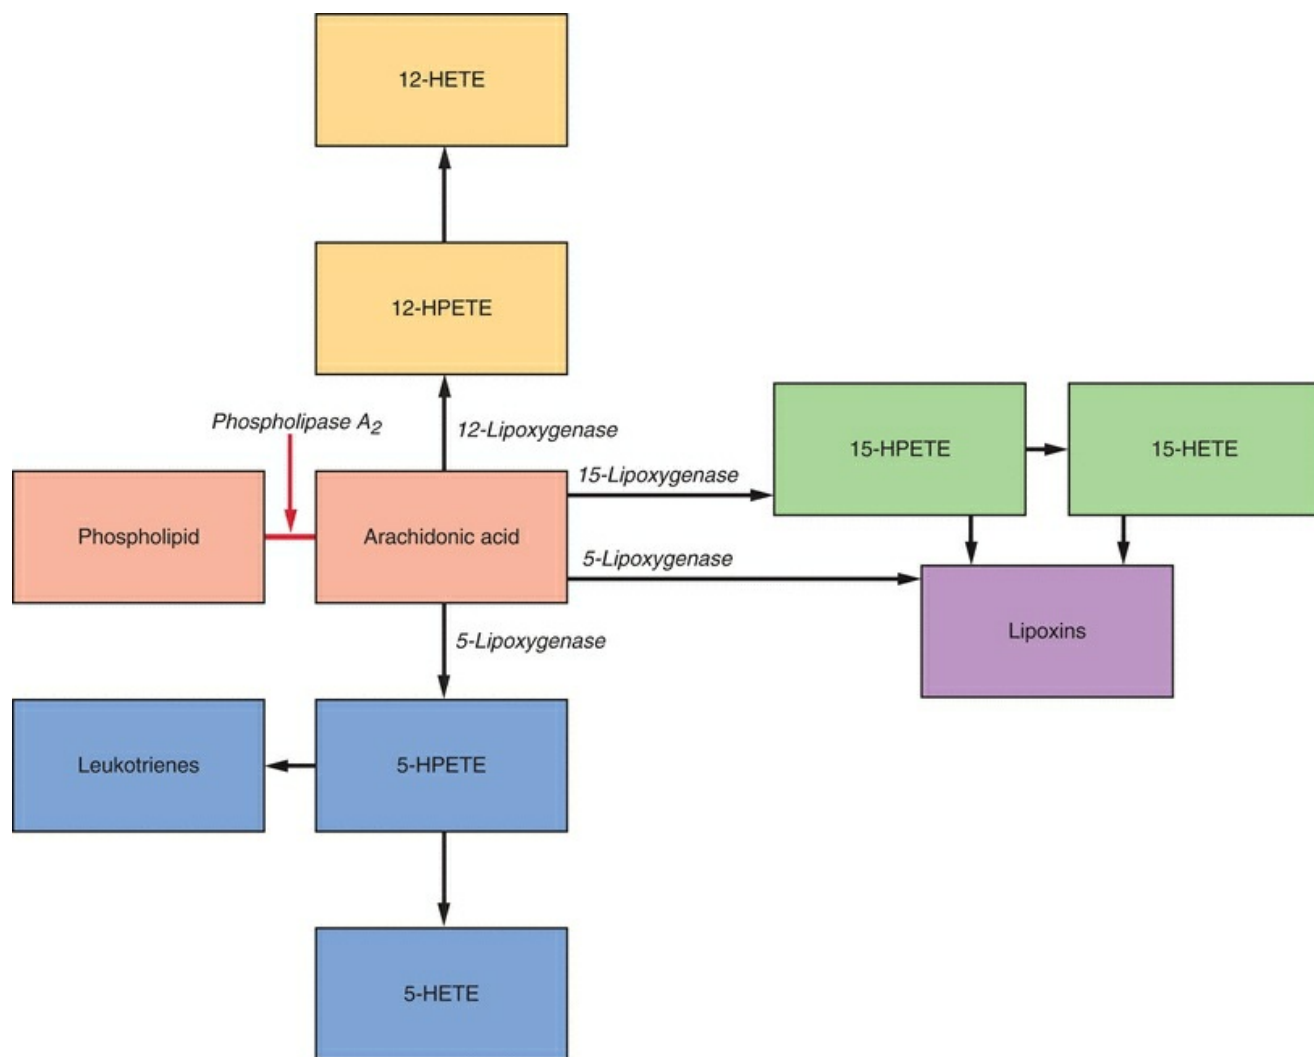 12-HETE
12-HPETE
Phospholipase A2
12-Lipoxygenase
15-Lipoxygenase
15-HPETE
15-HETE
Phospholipid
Arachidonic acid
5-Lipoxygenase
5-Lipoxygenase
Lipoxins
Leukotrienes
5-HPETE
5-HETE